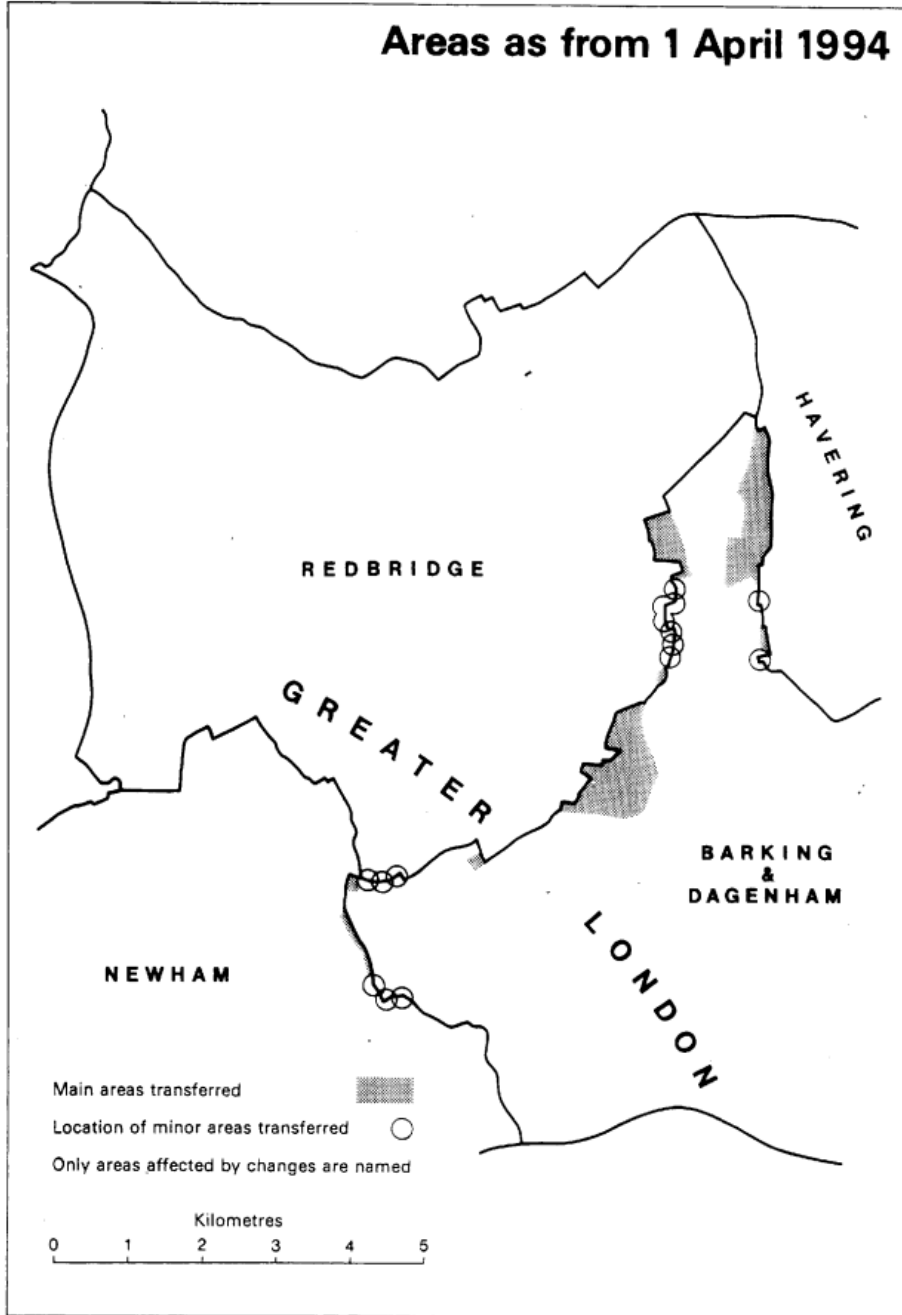 Areas as from 1 April 1994
HAVERING
REDBRIDGE
GREATER
BARKING
&
DAGENHAM
LONDON
NEWHAM
Main areas transferred
Location of minor areas transferred
Only areas affected by changes are named
Kilometres
0 1 2 3 4 5